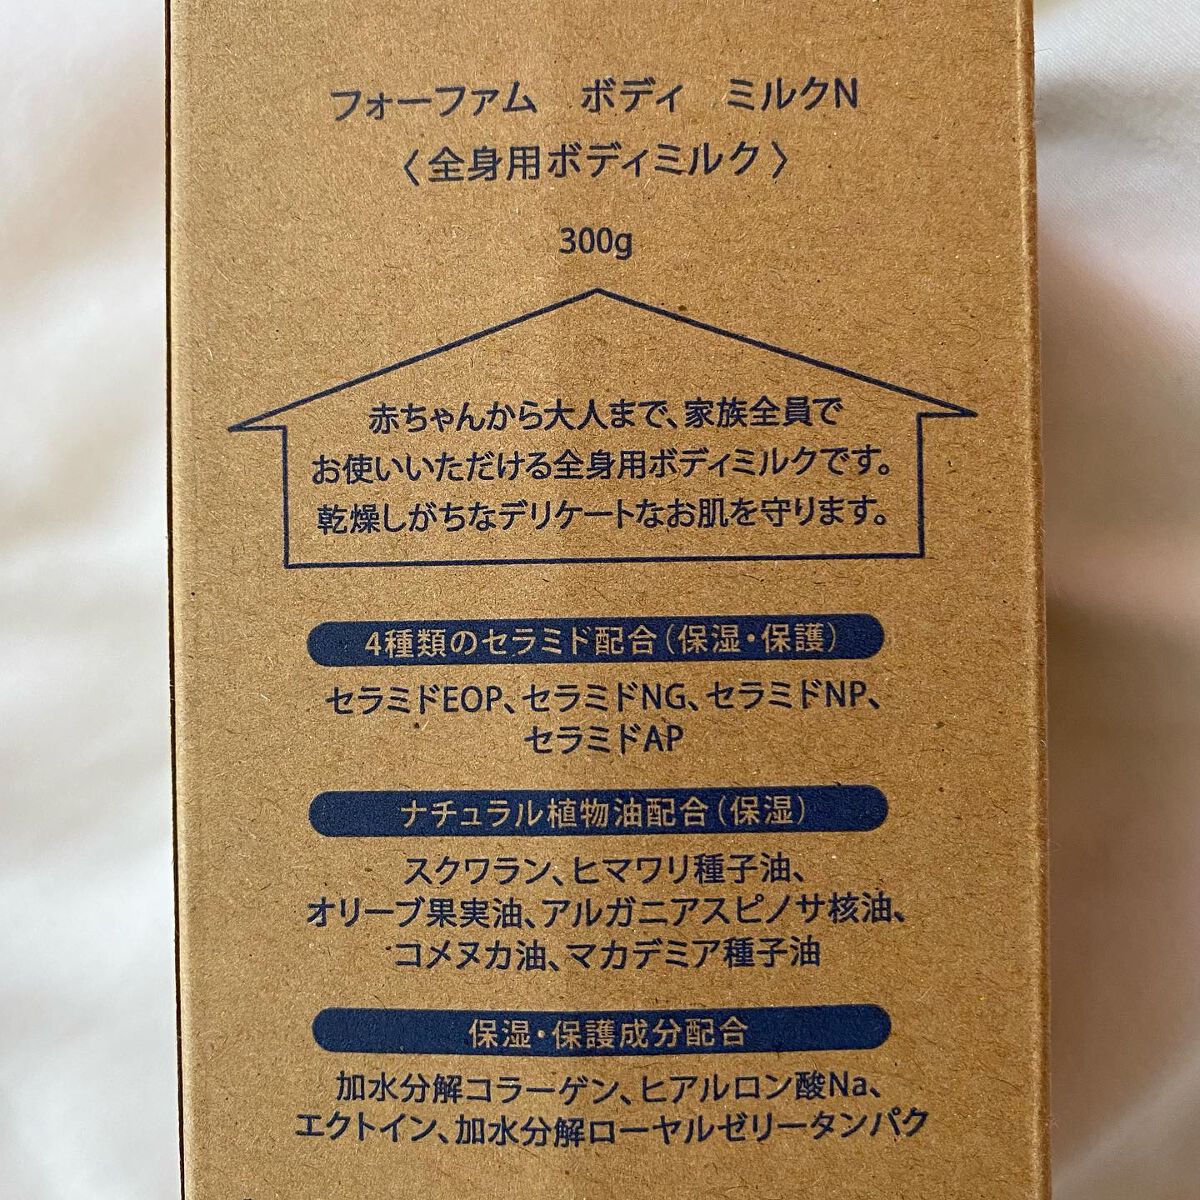 フォーファム　ボディ　ミルクN
〈全身用ボディミルク〉
300g
赤ちゃんから大人まで、家族全員で
お使いいただける全身用ボディミルクです。
乾燥しがちなデリケートなお肌を守ります。
4種類のセラミド配合（保湿・保護）
セラミドEOP、セラミドNG、セラミドNP、
セラミドAP
ナチュラル植物油配合（保湿）
スクワラン、ヒマワリ種子油、
オリーブ果実油、アルガニアスピノサ核油、
コメヌカ油、マカデミア種子油
保湿・保護成分配合
加水分解コラーゲン、ヒアルロン酸Na、
エクトイン、加水分解ローヤルゼリータンパク